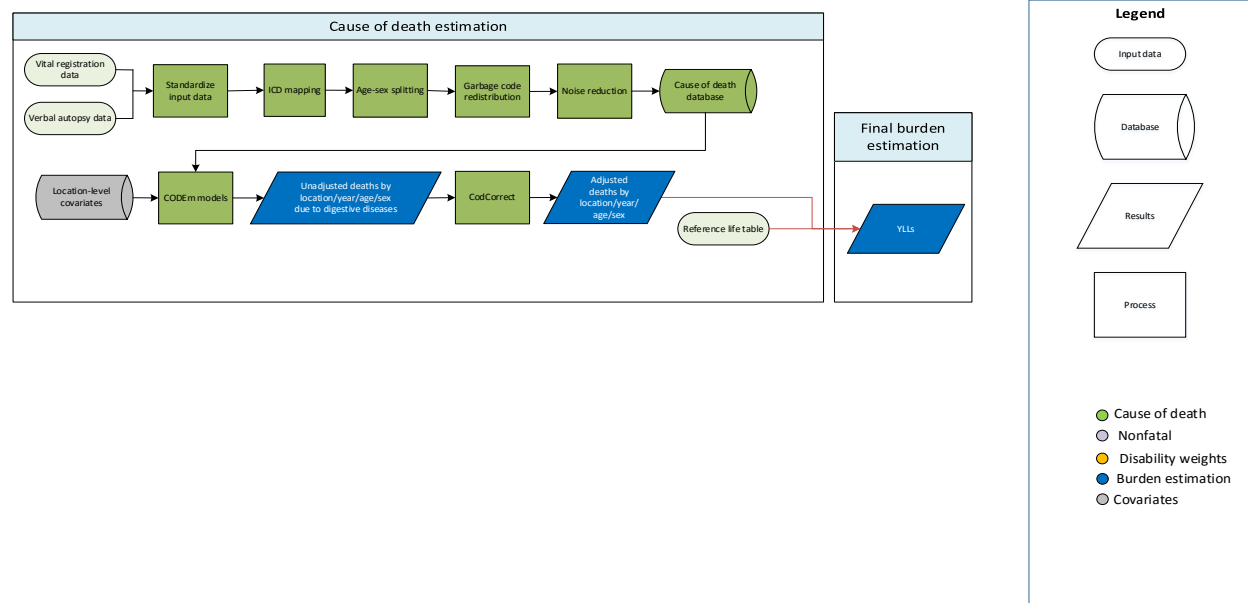 Cause of death estimation
Vital registration
data
Verbal autopsy data
Standardize
input data
ICD mapping
Age-sex splitting
Garbage code
redistribution
Noise reduction
Cause of death
database
Location-level
covariates
CODEm models
Unadjusted deaths by
location/year/age/sex
due to digestive diseases
CodCorrect
Adjusted
deaths by
location/year/
age/sex
Reference life table
Final burden
estimation
YLLs
Legend
Input data
Database
Results
Process
Cause of death
Nonfatal
Disability weights
Burden estimation
Covariates